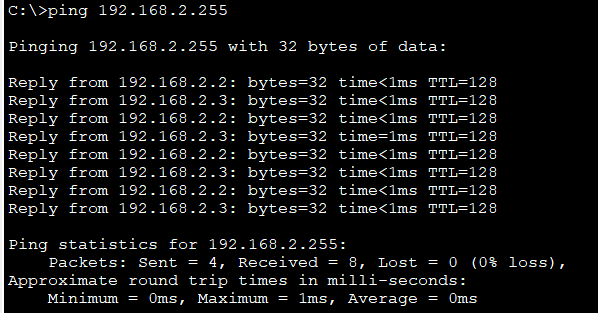 C:\>ping 192.168.2.255
Pinging 192.168.2.255 with 32 bytes of data:
Reply from 192.168.2.2: bytes=32 time<1ms TTL=128
Reply from 192.168.2.3: bytes=32 time<1ms TTL=128
Reply from 192.168.2.2: bytes=32 time<1ms TTL=128
Reply from 192.168.2.3: bytes=32 time=1ms TTL=128
Reply from 192.168.2.2: bytes=32 time<1ms TTL=128
Reply from 192.168.2.3: bytes=32 time<1ms TTL=128
Reply from 192.168.2.2: bytes=32 time<1ms TTL=128
Reply from 192.168.2.3: bytes=32 time<1ms TTL=128
Ping statistics for 192.168.2.255:
Packets: Sent = 4, Received = 8, Lost = 0 (0% loss),
Approximate round trip times in milli-seconds:
Minimum = 0ms, Maximum = 1ms, Average = 0ms